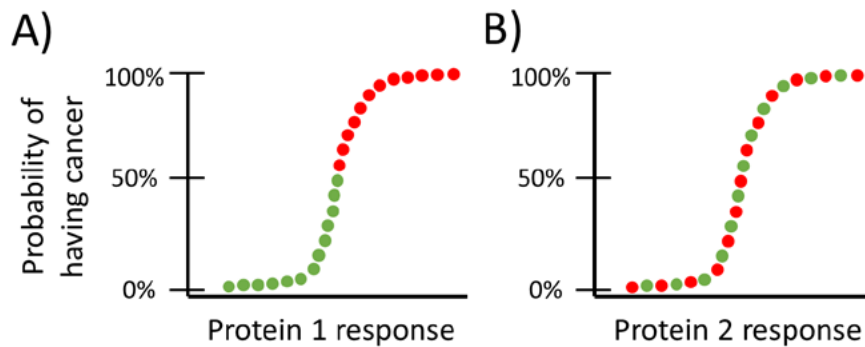 A)
Probability of
having cancer
100%
50%
0%
Protein 1 response
B)
100%
50%
0%
Protein 2 response